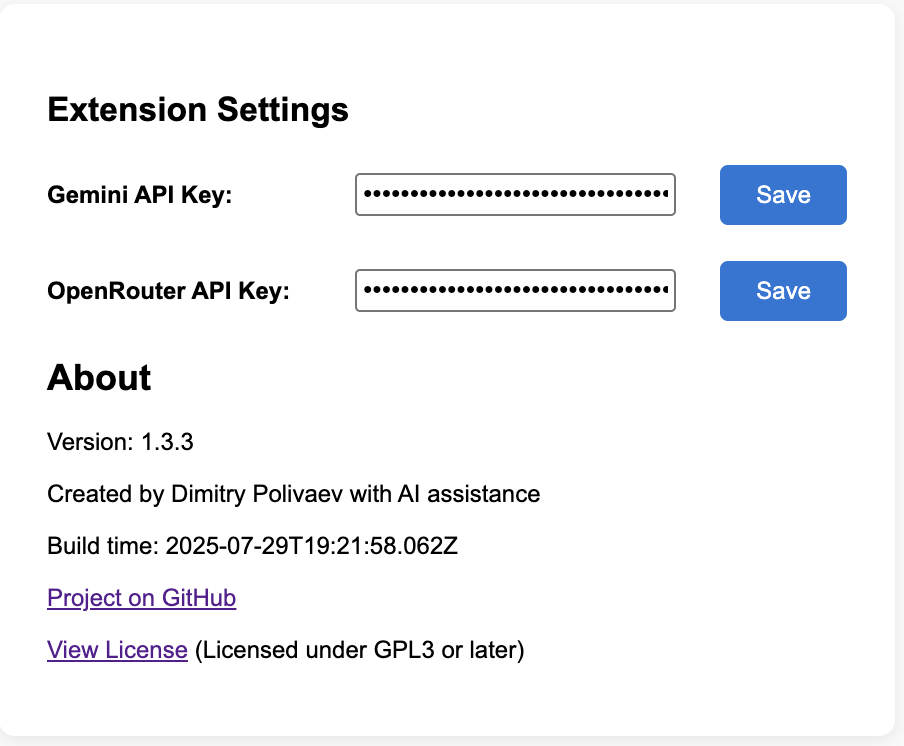 Extension Settings
Gemini API Key: •••••••••••••••••••••••••••••••••• Save
OpenRouter API Key: •••••••••••••••••••••••••••••••••• Save
About
Version: 1.3.3
Created by Dimitry Polivaev with AI assistance
Build time: 2025-07-29T19:21:58.062Z
Project on GitHub
View License (Licensed under GPL3 or later)